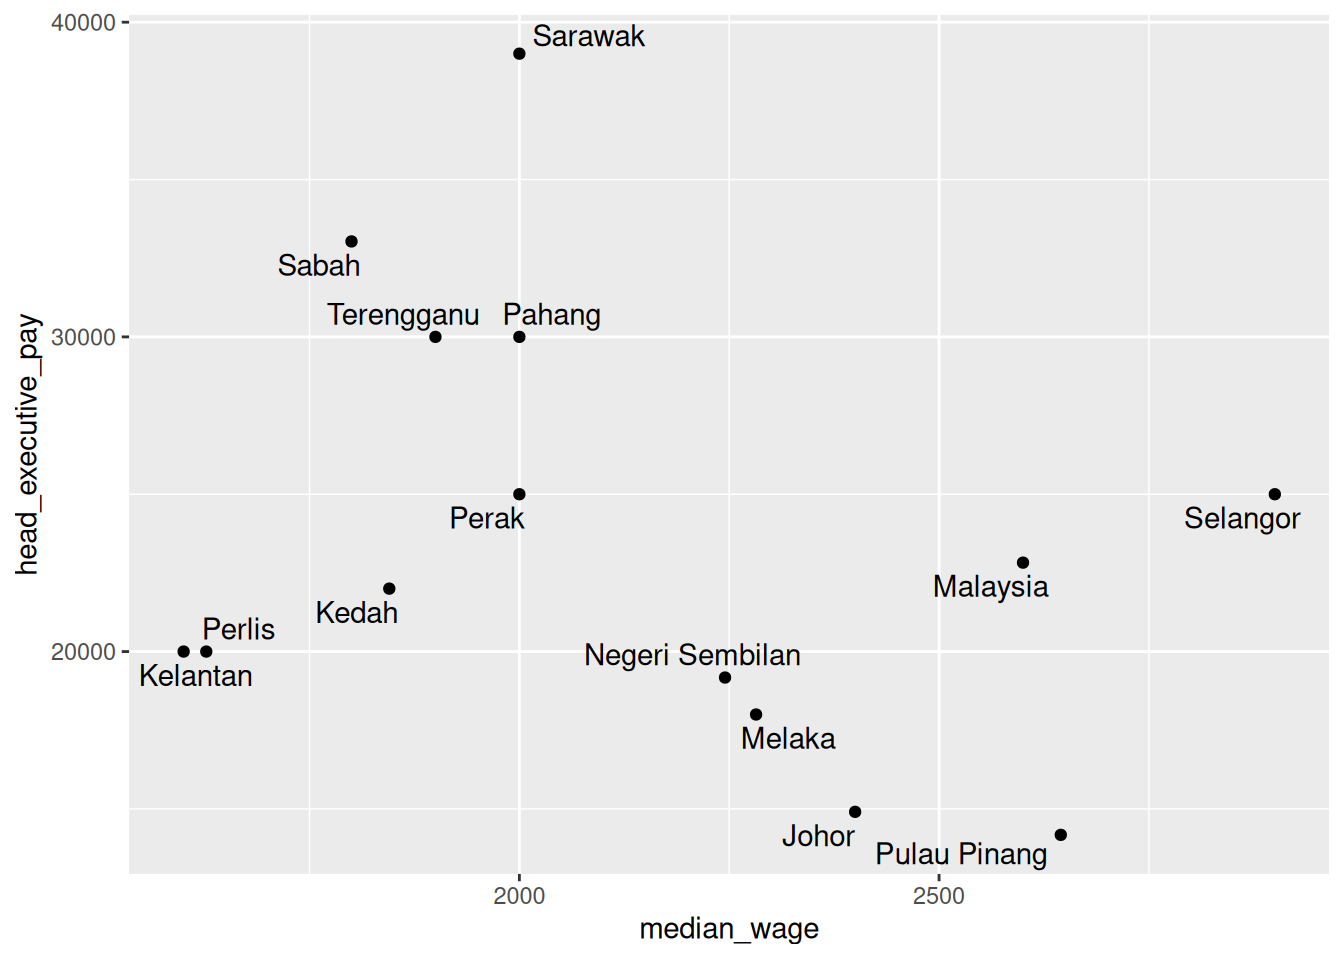 40000
Sarawak
Sabah
Terengganu
Pahang
30000
head_executive_pay
Perak
Selangor
Malaysia
Kedah
Perlis
20000
Kelantan
Negeri Sembilan
Melaka
Johor
Pulau Pinang
2000
2500
median_wage